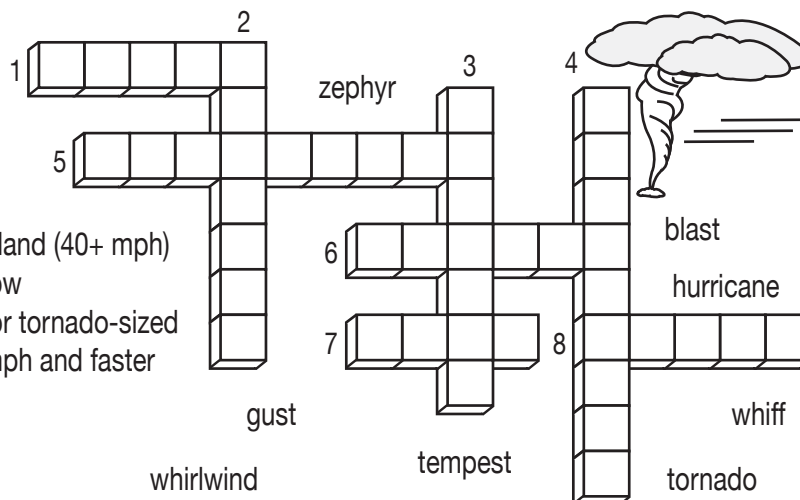 2
1
zephyr
3
4
5
land (40+ mph)
6
blast
hurricane
or tornado-sized
7
8
mph and faster
gust
whiff
tempest
whirlwind
tornado